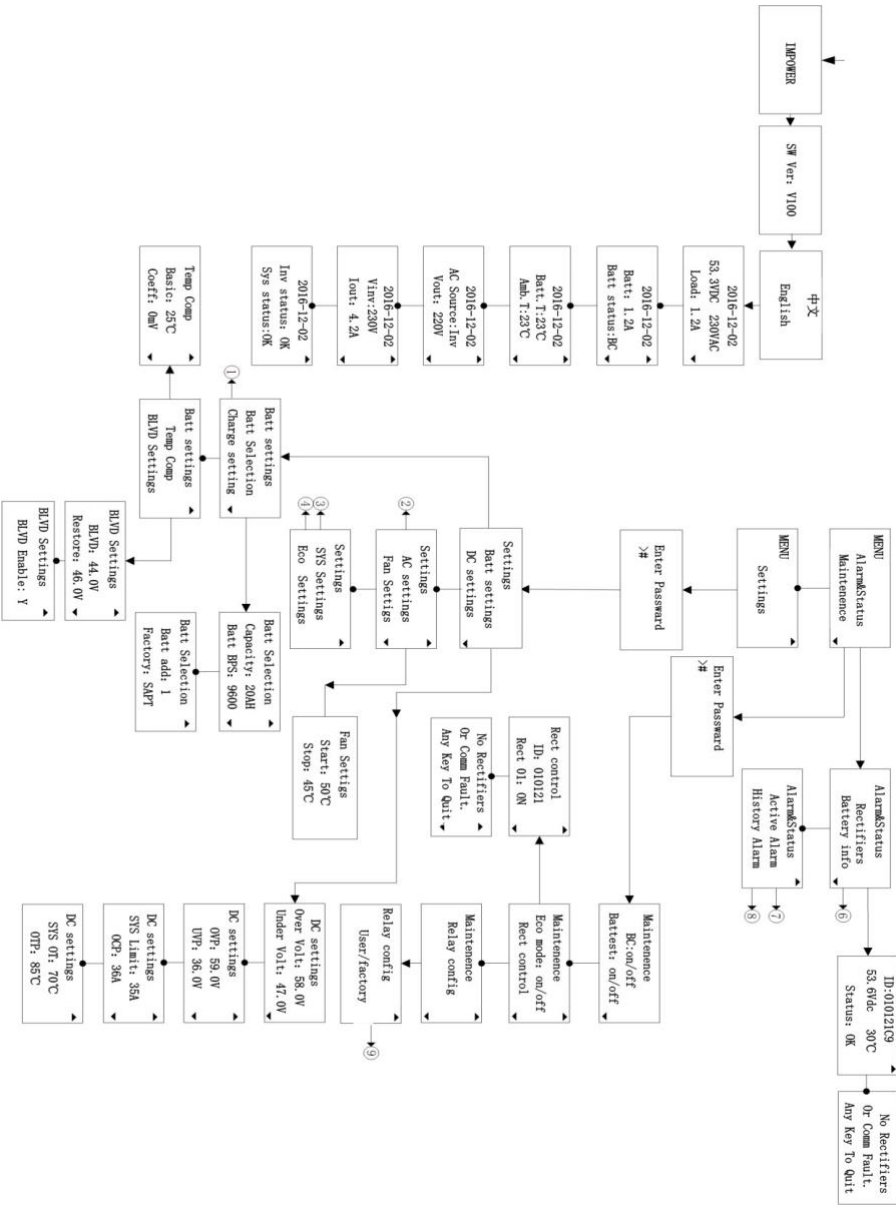 IMPOWER
SW Ver: V100
中文
English
2016-12-02
53.3VDC 230VAC
Load: 1.2A
2016-12-02
Batt: 1.2A
Batt status:BC
2016-12-02
Batt.T:23℃
Amb.T:23℃
2016-12-02
AC Source:Inv
Vout: 220V
2016-12-02
Vinv:230V
Iout: 4.2A
2016-12-02
Inv status: OK
Sys status:OK
MENU
Alarm&Status
Maintenence
MENU
Settings
Enter Passward
>#
Enter Passward
>#
Alarm&Status
Rectifiers
Battery info
⑥
Alarm&Status
Active Alarm
History Alarm
⑦
⑧
ID:010121C9
53.6Vdc 30℃
Status: OK
No Rectifiers
Or Comm Fault.
Any Key To Quit
Settings
Batt settings
DC settings
Settings
AC settings
Fan Settigs
②
Settings
SYS Settings
Eco Settings
③
④
Batt settings
Batt Selection
Charge setting
①
Batt settings
Temp Comp
BLVD Settings
Temp Comp
Basic: 25℃
Coeff: 0mV
BLVD Settings
BLVD: 44.0V
Restore: 46.0V
BLVD Settings
BLVD Enable: Y
Batt Selection
Capacity: 20AH
Batt BPS: 9600
Batt Selection
Batt add: 1
Factory: SAPT
Fan Settigs
Start: 50℃
Stop: 45℃
Rect control
ID: 010121
Rect 01: ON
No Rectifiers
Or Comm Fault.
Any Key To Quit
Maintenence
BC:on/off
Battest: on/off
Maintenence
Eco mode: on/off
Rect control
Maintenence
Relay config
Relay config
User/factory
⑨
DC settings
Over Volt: 58.0V
Under Volt: 47.0V
DC settings
OVP: 59.0V
UVP: 36.0V
DC settings
SYS Limit: 35A
OCP: 36A
DC settings
SYS OT: 70℃
OTP: 85℃